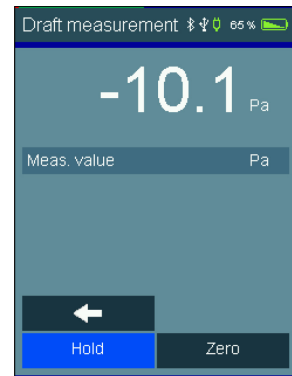 Draft measurement 65%
-10.1 Pa
Meas. value Pa
Hold Zero